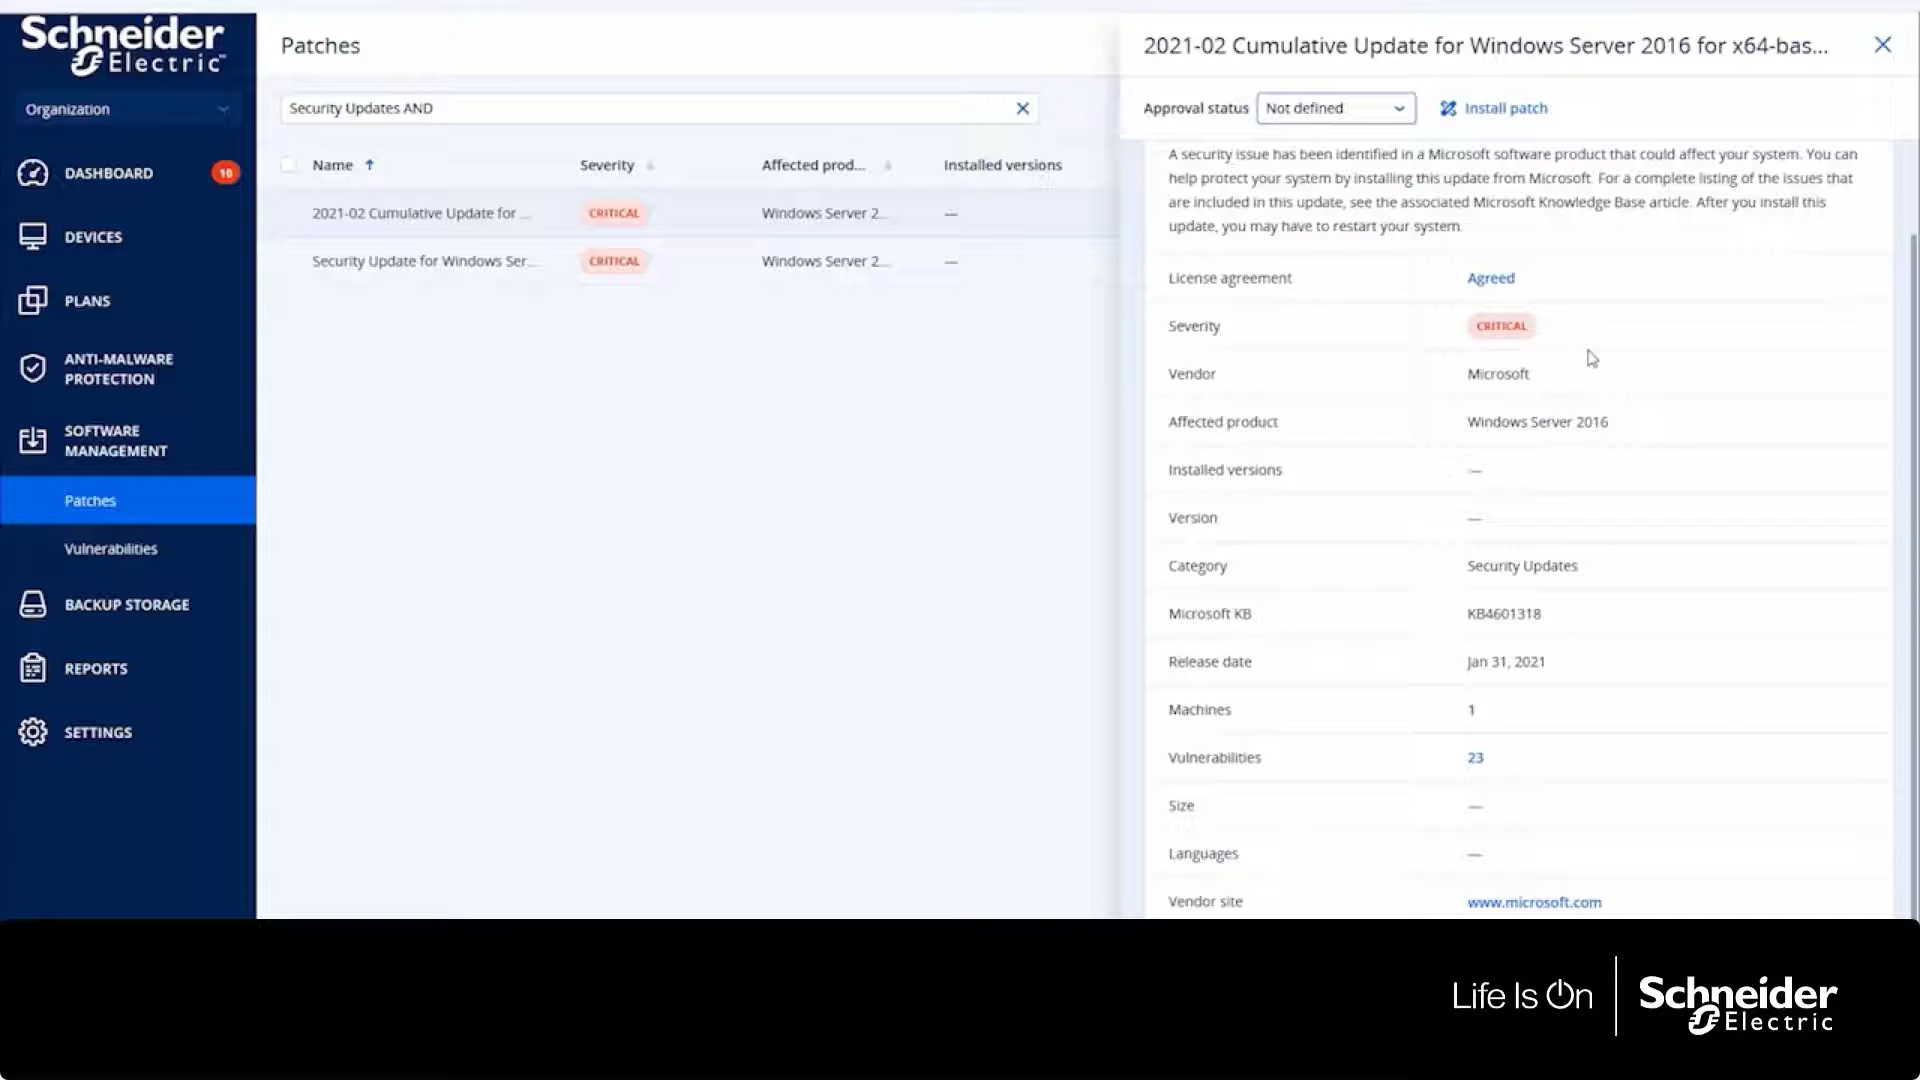 Schneider
Electric™
Organization
DASHBOARD
DEVICES
PLANS
ANTI-MALWARE
PROTECTION
SOFTWARE
MANAGEMENT
Patches
Vulnerabilities
BACKUP STORAGE
REPORTS
SETTINGS
Patches
Security Updates AND
Name Severity Affected prod... Installed versions
2021-02 Cumulative Update for ... CRITICAL Windows Server 2... —
Security Update for Windows Ser... CRITICAL Windows Server 2... —
2021-02 Cumulative Update for Windows Server 2016 for x64-bas...
Approval status Not defined Install patch
A security issue has been identified in a Microsoft software product that could affect your system. You can
help protect your system by installing this update from Microsoft. For a complete listing of the issues that
are included in this update, see the associated Microsoft Knowledge Base article. After you install this
update, you may have to restart your system.
License agreement Agreed
Severity CRITICAL
Vendor Microsoft
Affected product Windows Server 2016
Installed versions —
Version —
Category Security Updates
Microsoft KB KB4601318
Release date Jan 31, 2021
Machines 1
Vulnerabilities 23
Size —
Languages —
Vendor site www.microsoft.com
Life Is On
Schneider
Electric